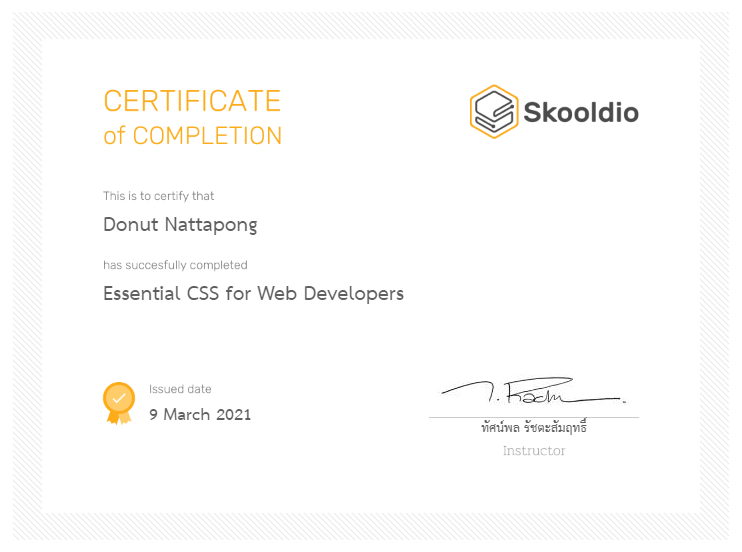 CERTIFICATE
of COMPLETION
Skooldio
This is to certify that
Donut Nattapong
has succesfully completed
Essential CSS for Web Developers
Issued date
9 March 2021
ทัศน์พล รัชตะสัมฤทธิ์
Instructor